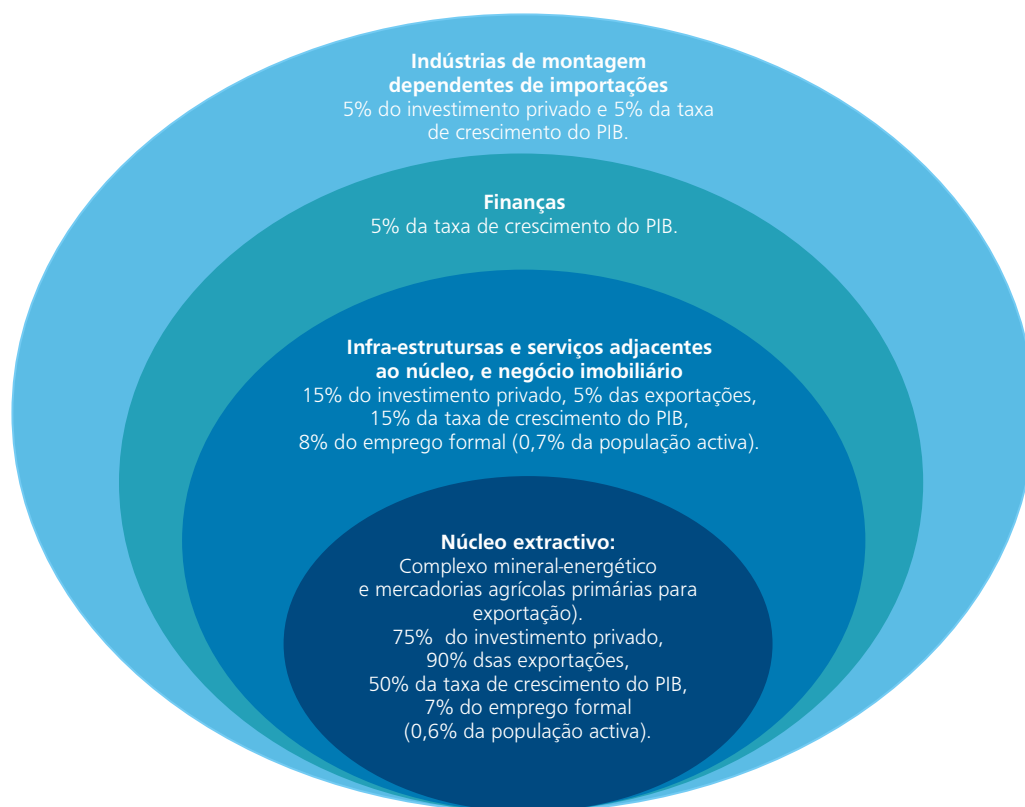 Indústrias de montagem
dependentes de importações
5% do investimento privado e 5% da taxa
de crescimento do PIB.
Finanças
5% da taxa de crescimento do PIB.
Infra-estrutursas e serviços adjacentes
ao núcleo, e negócio imobiliário
15% do investimento privado, 5% das exportações,
15% da taxa de crescimento do PIB,
8% do emprego formal (0,7% da população activa).
Núcleo extractivo:
Complexo mineral-energético
e mercadorias agrícolas primárias para
exportação).
75% do investimento privado,
90% dsas exportações,
50% da taxa de crescimento do PIB,
7% do emprego formal
(0,6% da população activa).